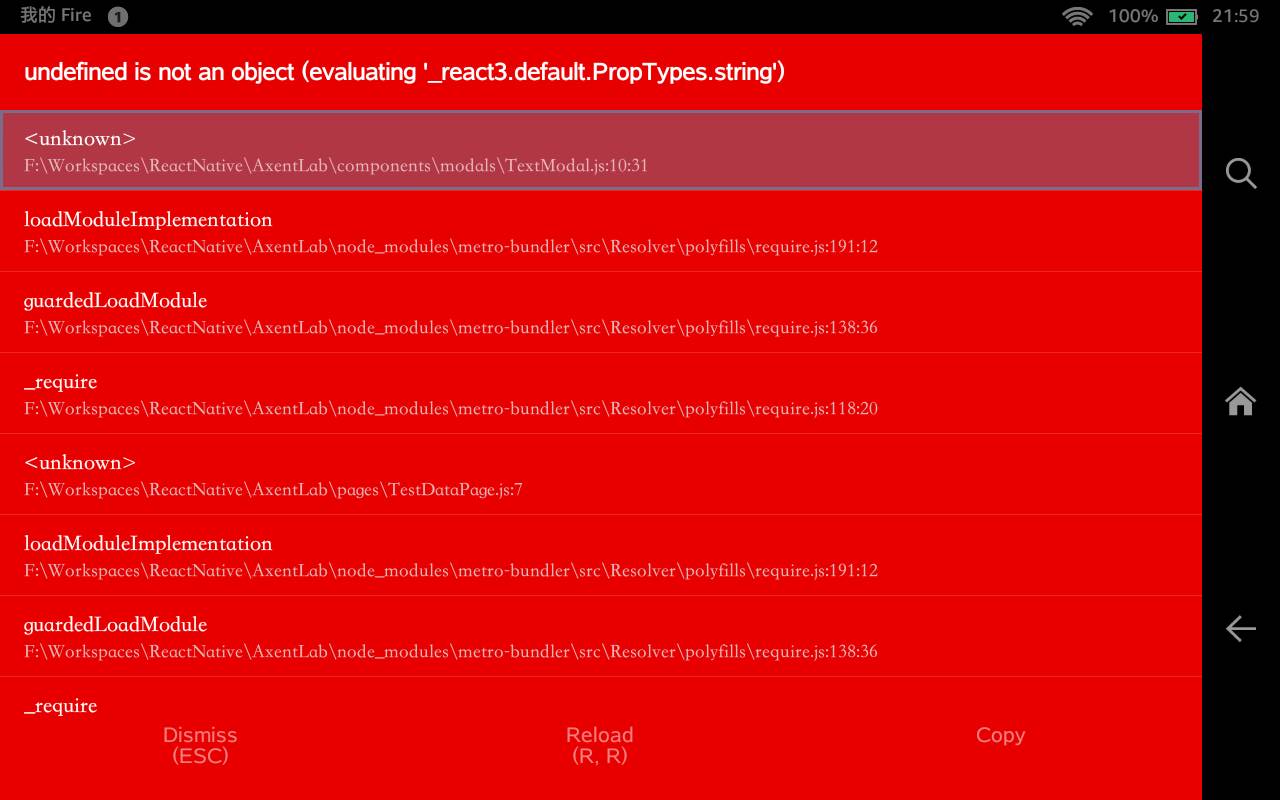 我的 Fire 1 100% 21:59
undefined is not an object (evaluating '_react3.default.PropTypes.string')
<unknown>
F:\Workspaces\ReactNative\AxentLab\components\modals\TextModal.js:10:31
loadModuleImplementation
F:\Workspaces\ReactNative\AxentLab\node_modules\metro-bundler\src\Resolver\polyfills\require.js:191:12
guardedLoadModule
F:\Workspaces\ReactNative\AxentLab\node_modules\metro-bundler\src\Resolver\polyfills\require.js:138:36
_require
F:\Workspaces\ReactNative\AxentLab\node_modules\metro-bundler\src\Resolver\polyfills\require.js:118:20
<unknown>
F:\Workspaces\ReactNative\AxentLab\pages\TestDataPage.js:7
loadModuleImplementation
F:\Workspaces\ReactNative\AxentLab\node_modules\metro-bundler\src\Resolver\polyfills\require.js:191:12
guardedLoadModule
F:\Workspaces\ReactNative\AxentLab\node_modules\metro-bundler\src\Resolver\polyfills\require.js:138:36
_require
Dismiss
(ESC)
Reload
(R, R)
Copy